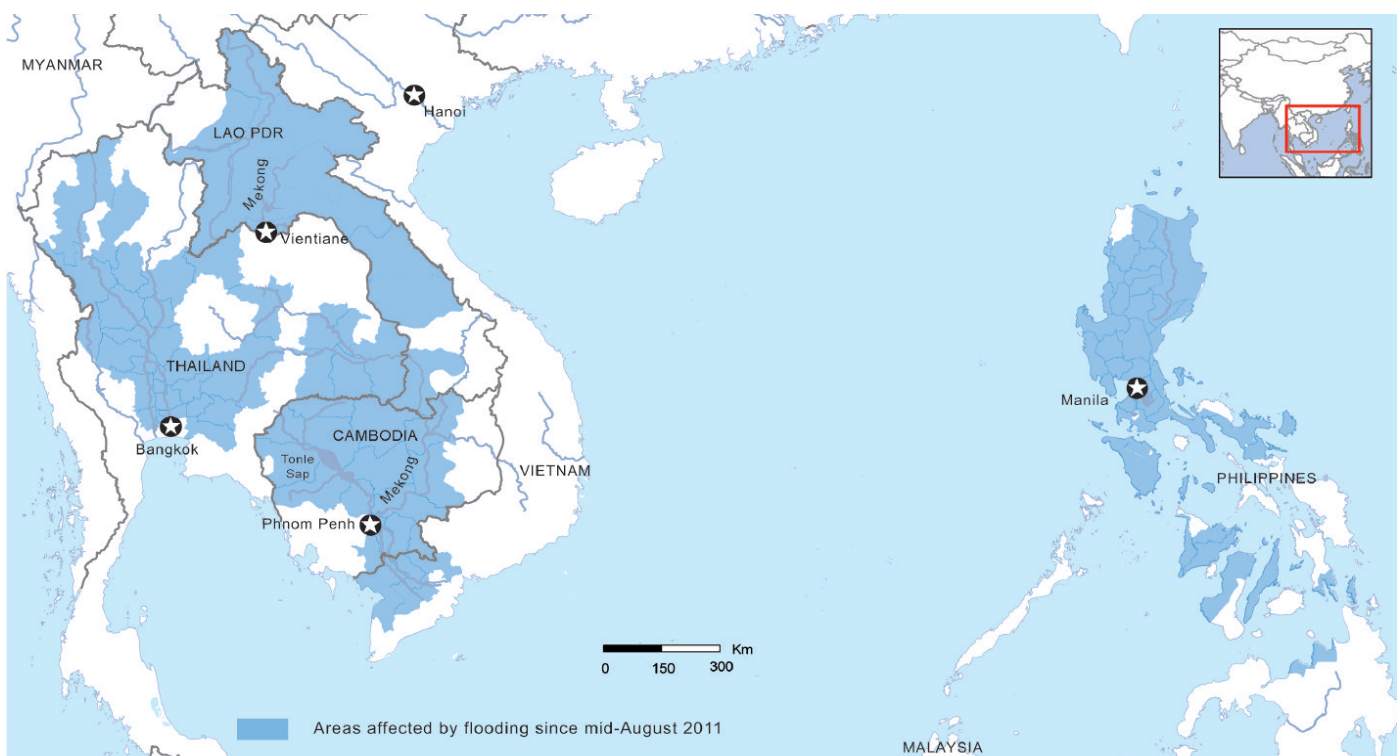 MYANMAR
Hanoi
LAO PDR
Mekong
Vientiane
THAILAND
Manila
Bangkok
CAMBODIA
Tonle
Sap
Mekong
VIETNAM
PHILIPPINES
Phnom Penh
Km
0 150 300
Areas affected by flooding since mid-August 2011
MALAYSIA